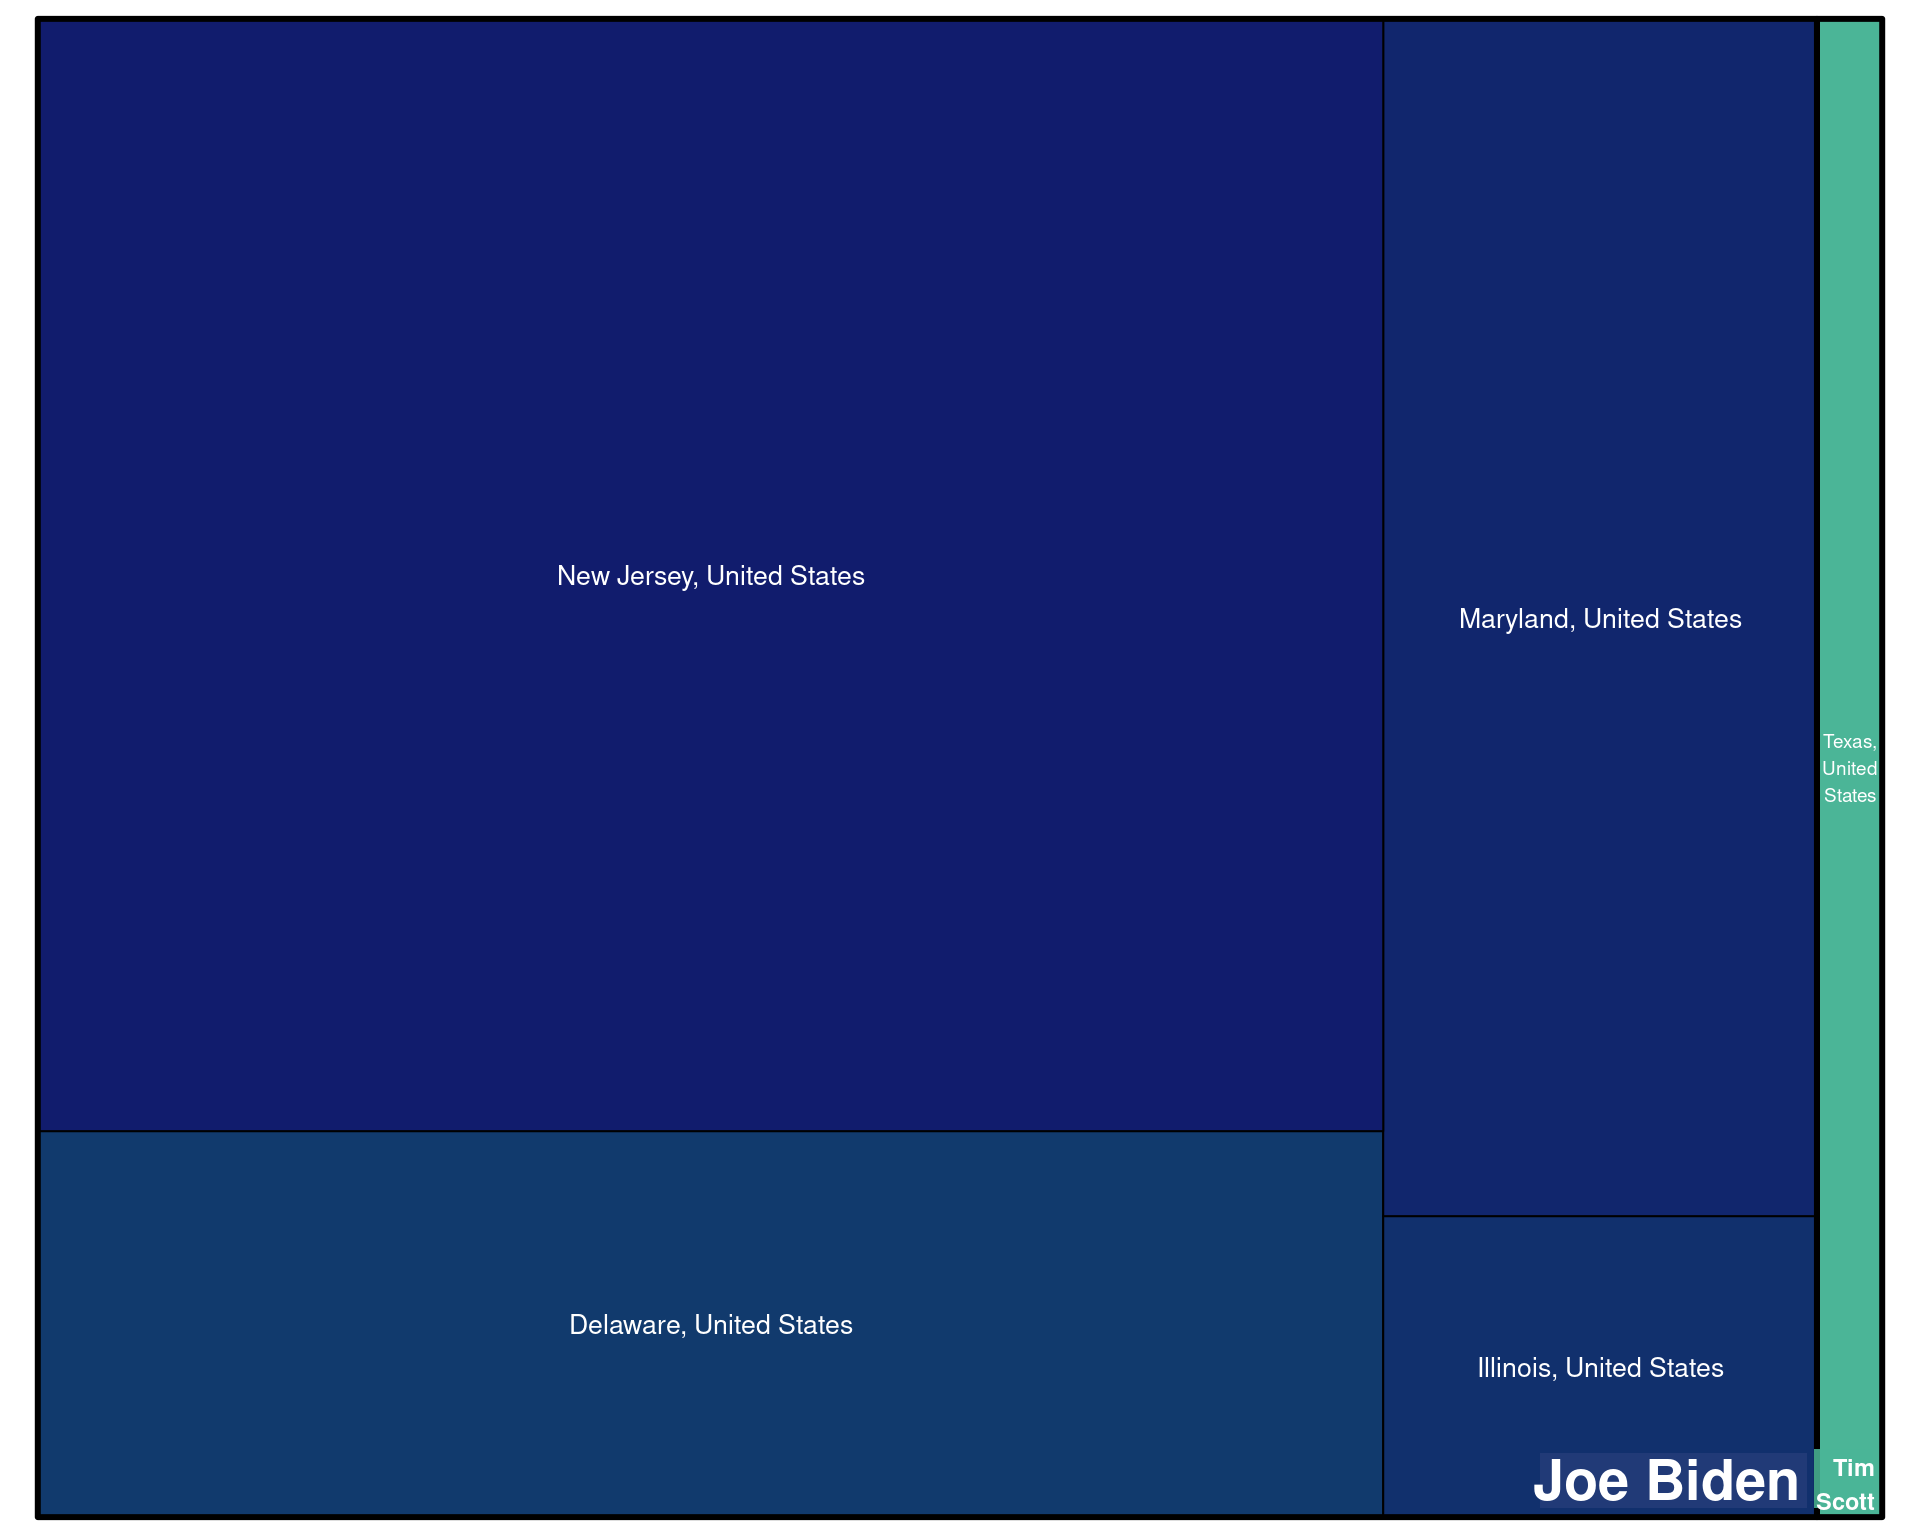 New Jersey, United States
Maryland, United States
Texas,
United
States
Delaware, United States
Illinois, United States
Joe Biden
Tim
Scott